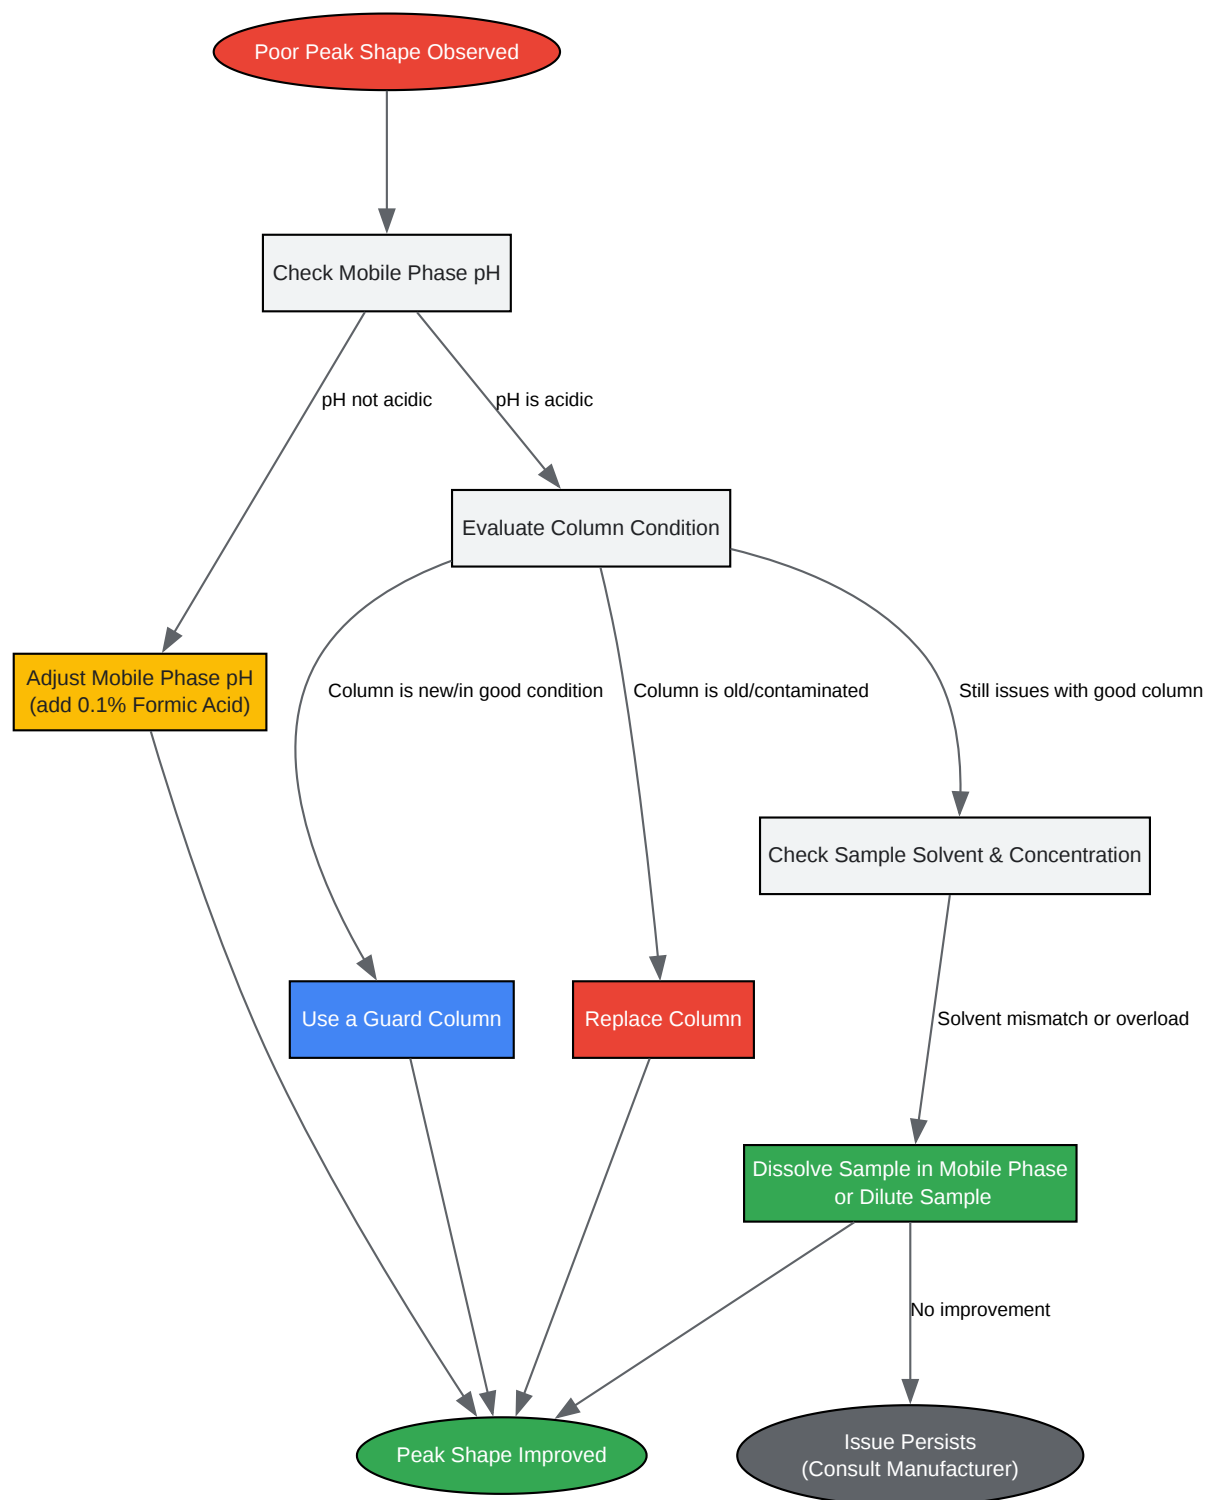 Poor Peak Shape Observed
Check Mobile Phase pH
pH not acidic
pH is acidic
Evaluate Column Condition
Adjust Mobile Phase pH
(add 0.1% Formic Acid)
Column is new/in good condition
Column is old/contaminated
Still issues with good column
Check Sample Solvent & Concentration
Use a Guard Column
Replace Column
Solvent mismatch or overload
Dissolve Sample in Mobile Phase
or Dilute Sample
No improvement
Peak Shape Improved
Issue Persists
(Consult Manufacturer)